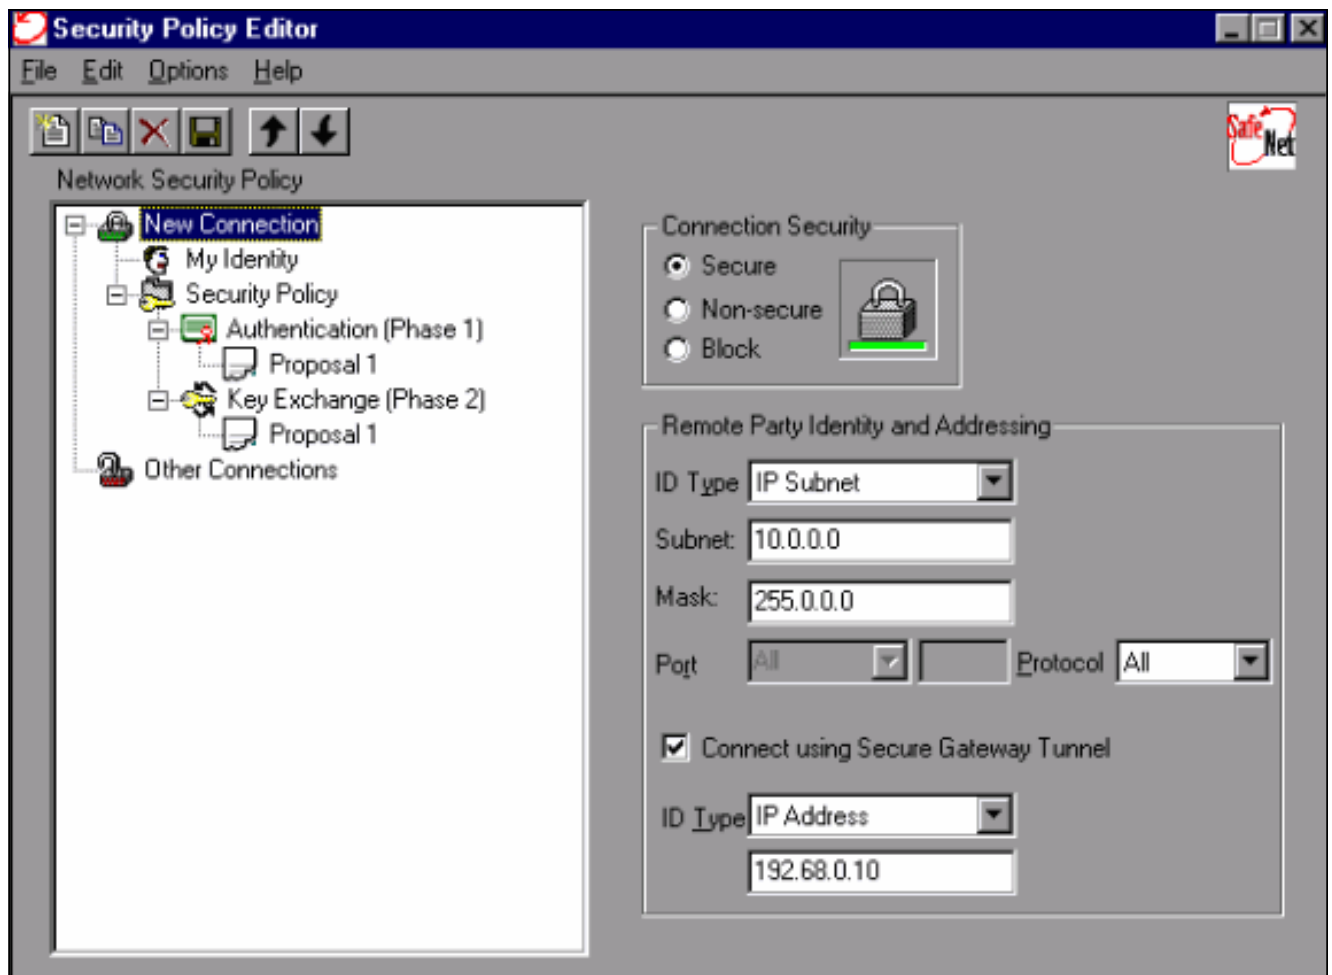 Security Policy Editor
File Edit Options Help
Safe Net
Network Security Policy
New Connection
My Identity
Security Policy
Authentication (Phase 1)
Proposal 1
Key Exchange (Phase 2)
Proposal 1
Other Connections
Connection Security
Secure
Non-secure
Block
Remote Party Identity and Addressing
ID Type IP Subnet
Subnet: 10.0.0.0
Mask: 255.0.0.0
Port All Protocol All
Connect using Secure Gateway Tunnel
ID Type IP Address
192.68.0.10